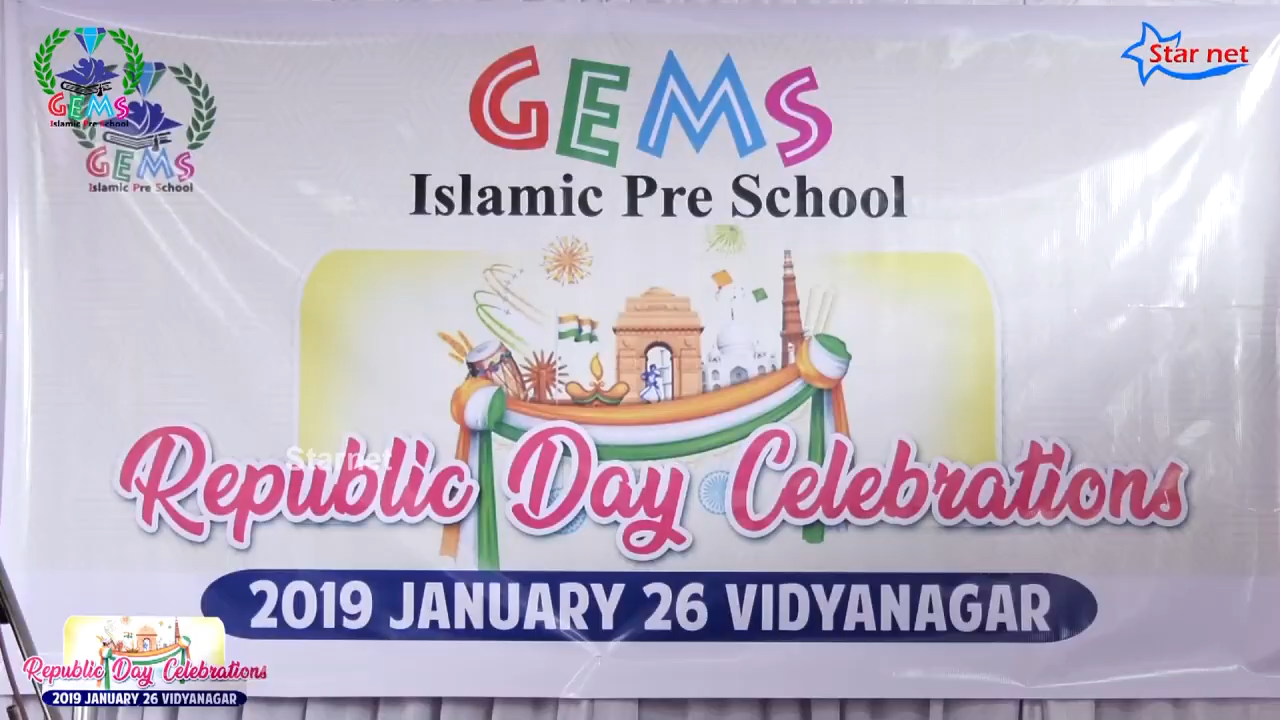 GEMS
Islamic Pre School
GEMS
Islamic Pre School
GEMS
Islamic Pre School
Star net
Starnet
Republic Day Celebrations
2019 JANUARY 26 VIDYANAGAR
Republic Day Celebrations
2019 JANUARY 26 VIDYANAGAR